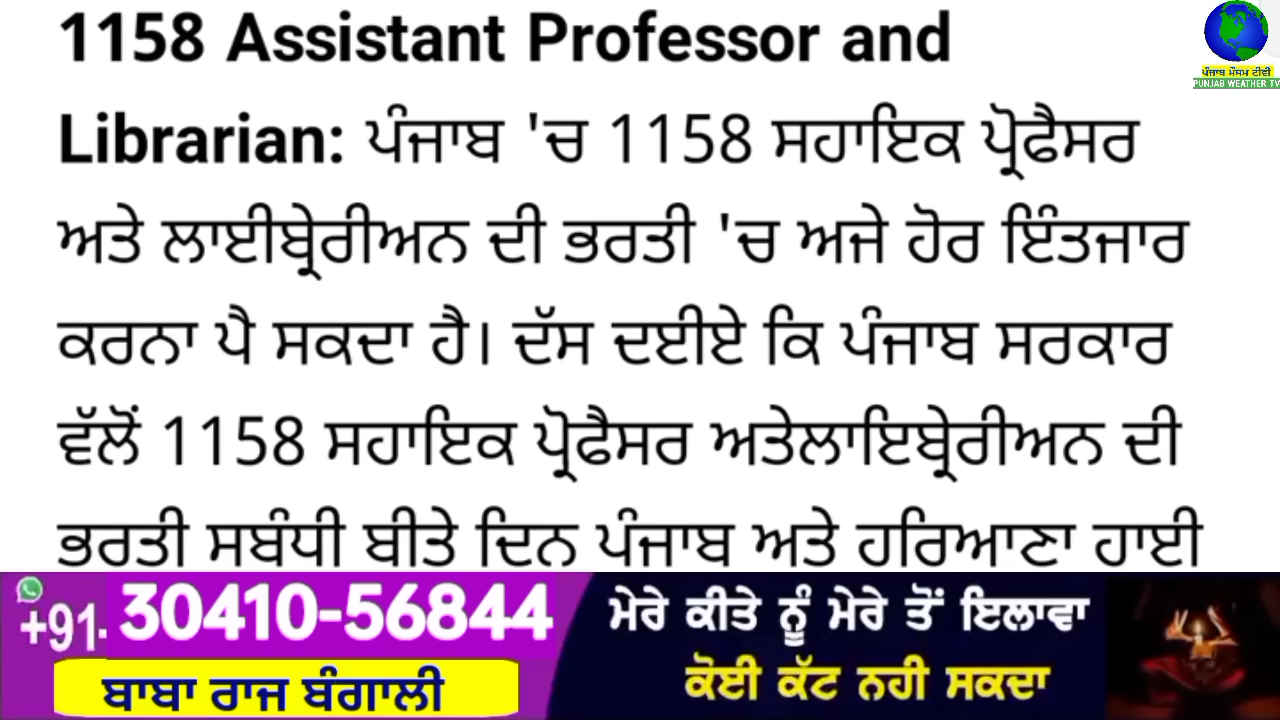 1158 Assistant Professor and
Librarian: ਪੰਜਾਬ 'ਚ 1158 ਸਹਾਇਕ ਪ੍ਰੋਫੈਸਰ
ਅਤੇ ਲਾਈਬ੍ਰੇਰੀਅਨ ਦੀ ਭਰਤੀ 'ਚ ਅਜੇ ਹੋਰ ਇੰਤਜਾਰ
ਕਰਨਾ ਪੈ ਸਕਦਾ ਹੈ। ਦੱਸ ਦਈਏ ਕਿ ਪੰਜਾਬ ਸਰਕਾਰ
ਵੱਲੋਂ 1158 ਸਹਾਇਕ ਪ੍ਰੋਫੈਸਰ ਅਤੇਲਾਇਬ੍ਰੇਰੀਅਨ ਦੀ
ਭਰਤੀ ਸਬੰਧੀ ਬੀਤੇ ਦਿਨ ਪੰਜਾਬ ਅਤੇ ਹਰਿਆਣਾ ਹਾਈ
ਪੰਜਾਬ ਮੌਸਮ ਟੀਵੀ
PUNJAB WEATHER TV
+91- 30410-56844
ਬਾਬਾ ਰਾਜ ਬੰਗਾਲੀ
ਮੇਰੇ ਕੀਤੇ ਨੂੰ ਮੇਰੇ ਤੋਂ ਇਲਾਵਾ
ਕੋਈ ਕੱਟ ਨਹੀ ਸਕਦਾ